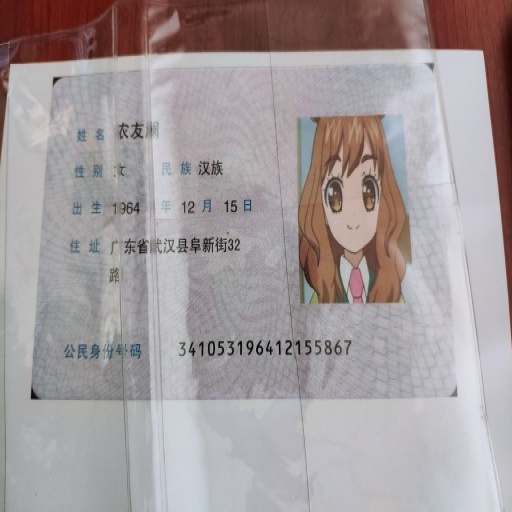 姓名 农友澜
性别 女 民族 汉族
出生 1964 年 12 月 15 日
住址 广东省武汉县阜新街32
路
公民身份号码 341053196412155867